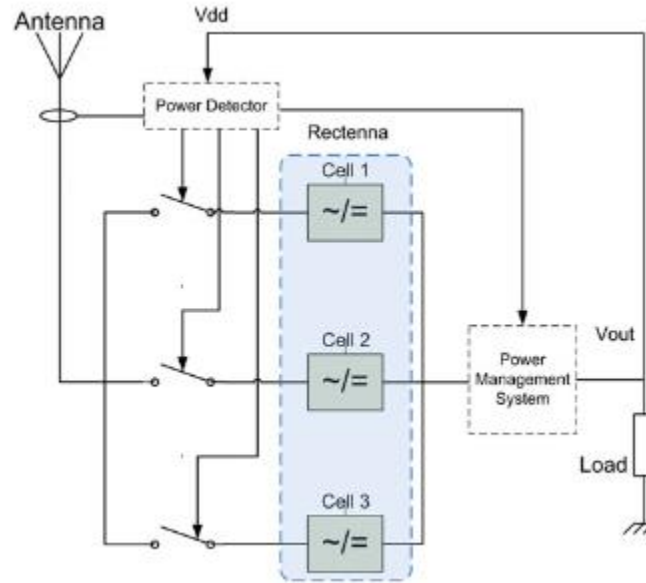 Antenna
Vdd
Power Detector
Rectenna
Cell 1
~/=
Cell 2
~/=
Cell 3
~/=
Power
Management
System
Vout
Load